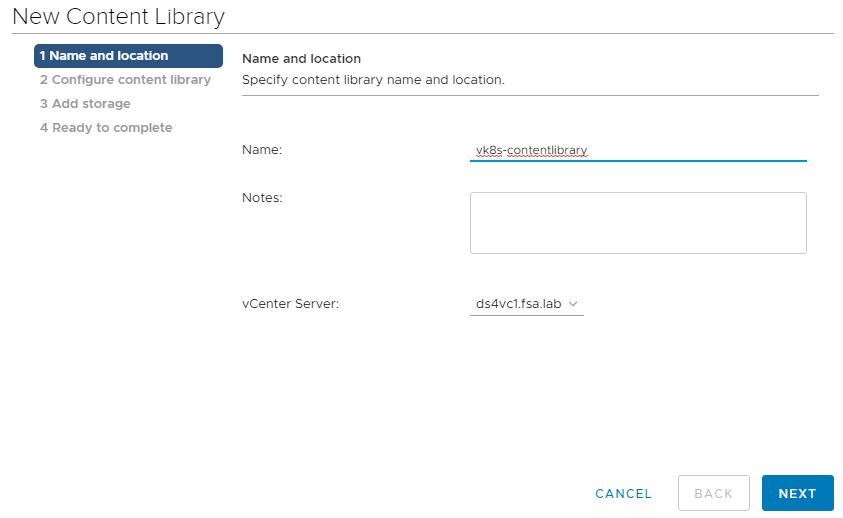 New Content Library
1 Name and location
2 Configure content library
3 Add storage
4 Ready to complete
Name and location
Specify content library name and location.
Name:
vk8s-contentlibrary
Notes:
vCenter Server:
ds4vc1.fsa.lab
CANCEL
BACK
NEXT